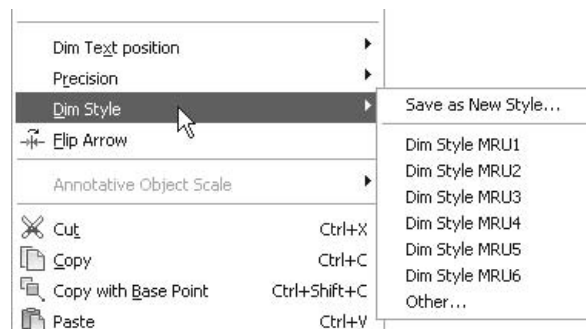 Dim Text position
Precision
Dim Style
Flip Arrow
Annotative Object Scale
Cut Ctrl+X
Copy Ctrl+C
Copy with Base Point Ctrl+Shift+C
Paste Ctrl+V
Save as New Style...
Dim Style MRU1
Dim Style MRU2
Dim Style MRU3
Dim Style MRU4
Dim Style MRU5
Dim Style MRU6
Other...